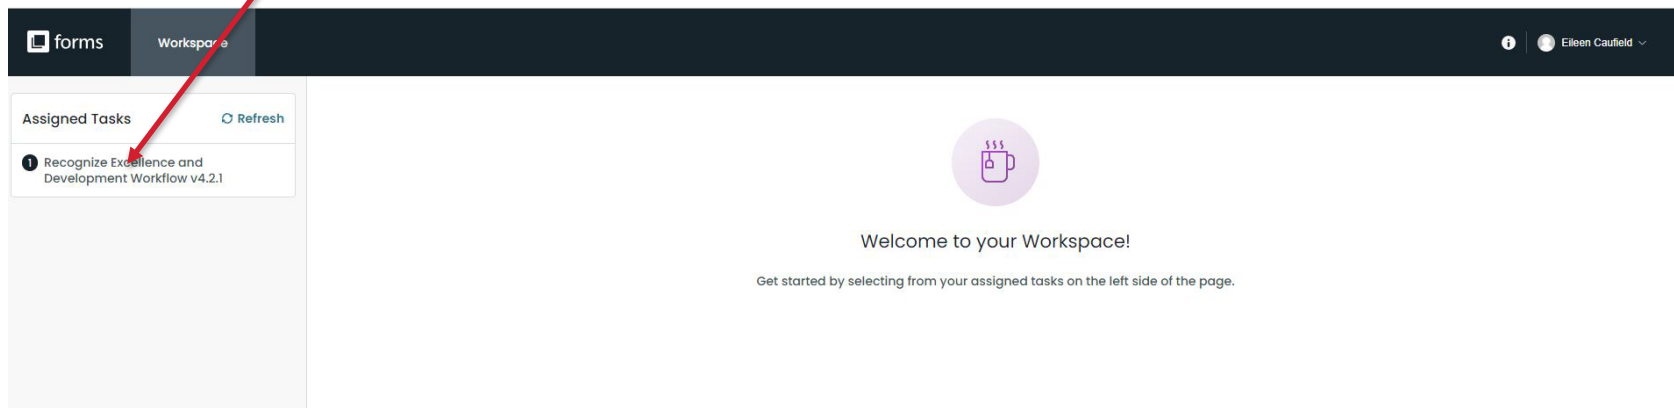 forms
Workspace
Eileen Caufield
Assigned Tasks
Refresh
1
Recognize Excellence and
Development Workflow v4.2.1
Welcome to your Workspace!
Get started by selecting from your assigned tasks on the left side of the page.